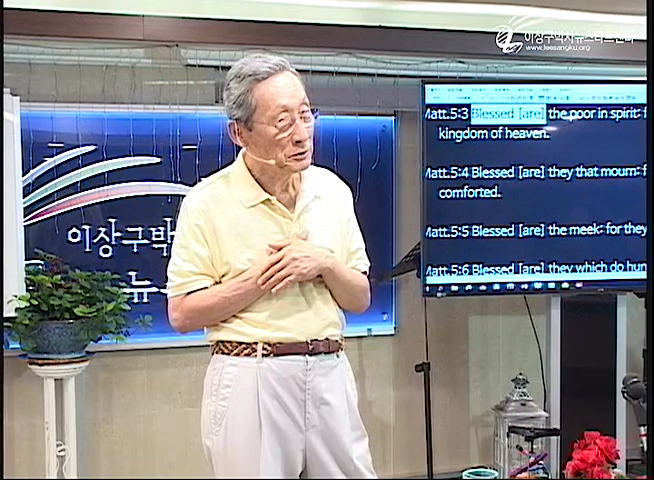 이상구박사뉴스타트센터
www.leesangku.org
Matt.5:3 Blessed [are] the poor in spirit: f
kingdom of heaven.
Matt.5:4 Blessed [are] they that mourn: f
comforted.
Matt.5:5 Blessed [are] the meek: for they
Matt.5:6 Blessed [are] they which do hun
이상구박
뉴